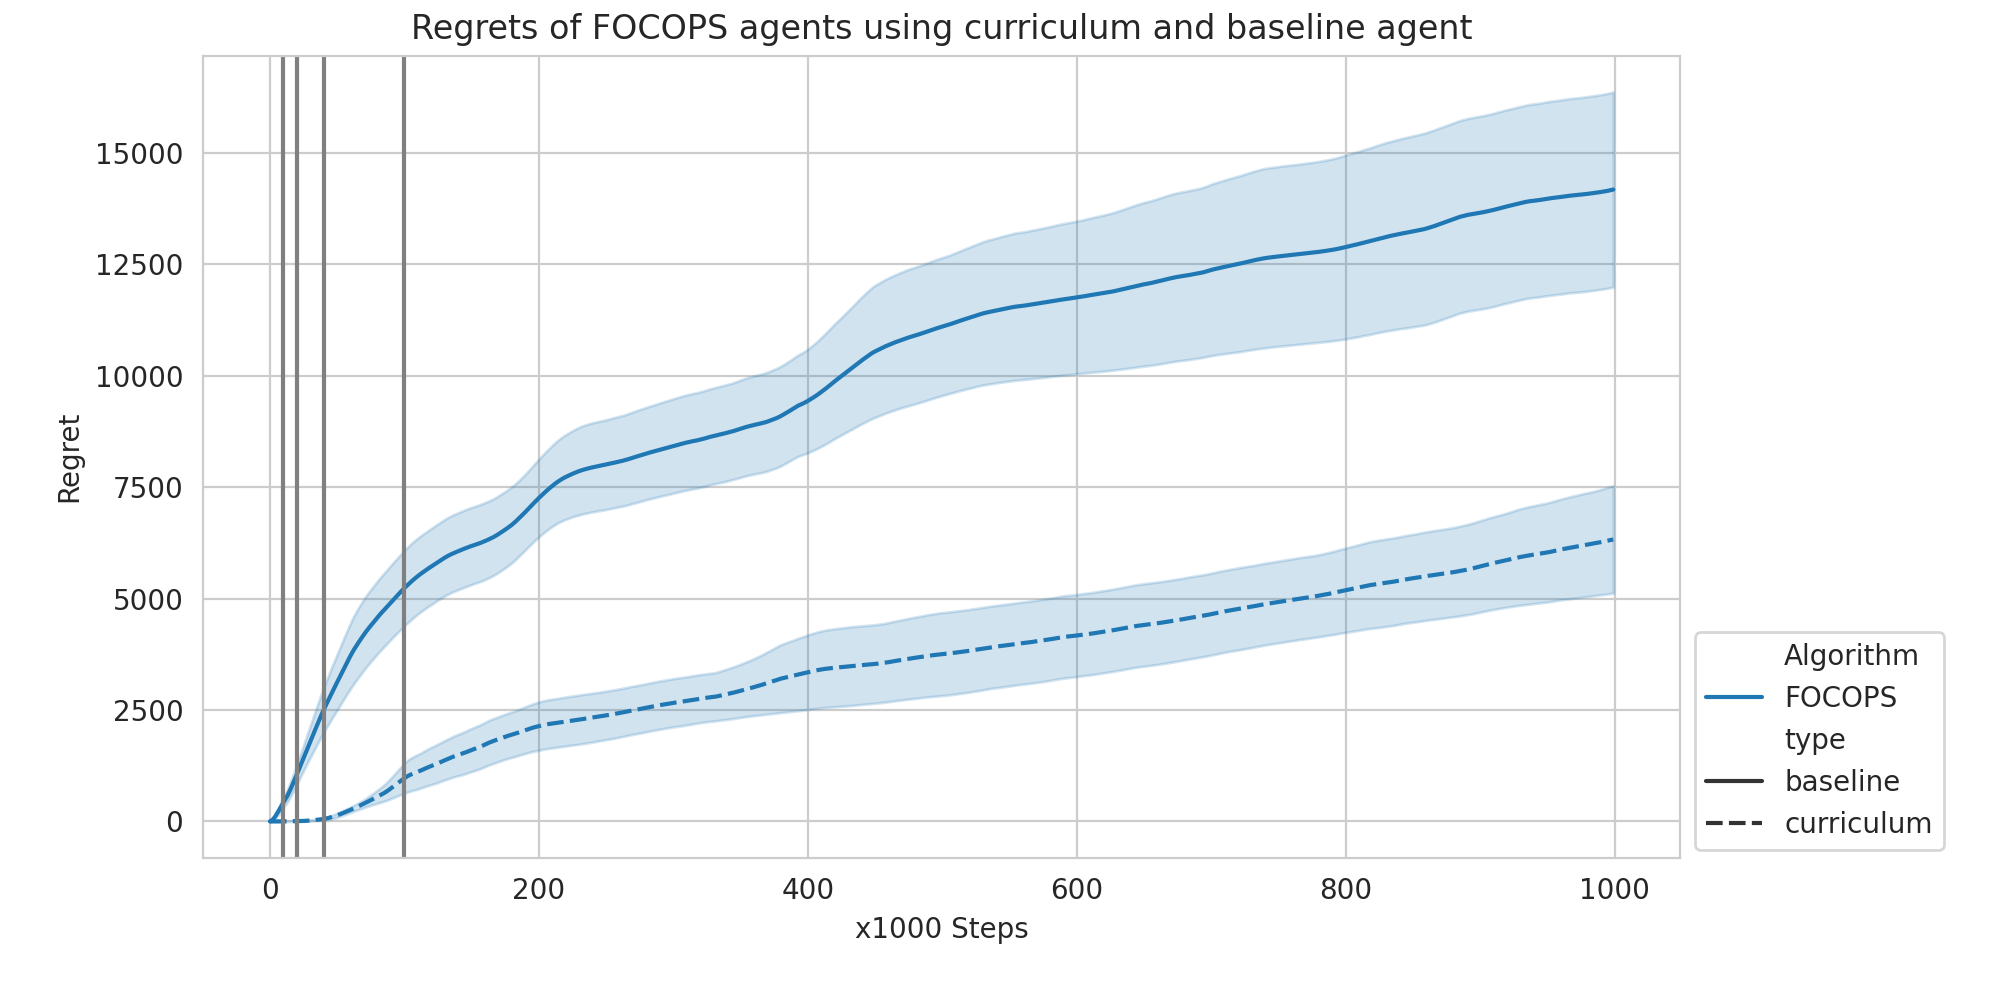 Regrets of FOCOPS agents using curriculum and baseline agent
15000
12500
10000
7500
5000
2500
0
Regret
0 200 400 600 800 1000
x1000 Steps
Algorithm
FOCOPS
type
baseline
curriculum